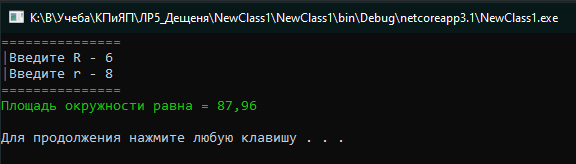 K:\В\Учеба\КПиЯП\ЛР5_Дещеня\NewClass1\NewClass1\bin\Debug\netcoreapp3.1\NewClass1.exe
===============
|Введите R - 6
|Введите r - 8
===============
Площадь окружности равна = 87,96
Для продолжения нажмите любую клавишу . . .